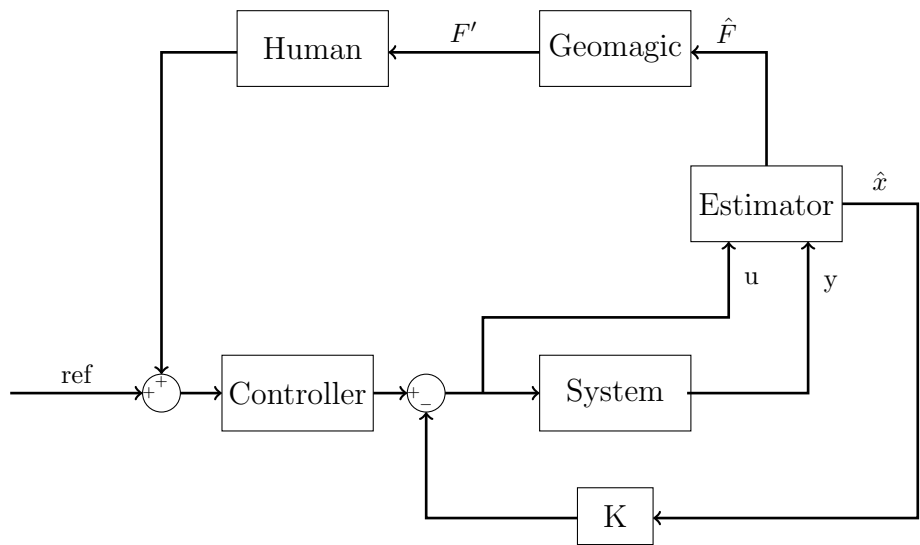 Human
F′
Geomagic
F̂
Estimator
x̂
u
y
ref
+
+
Controller
+
−
System
K